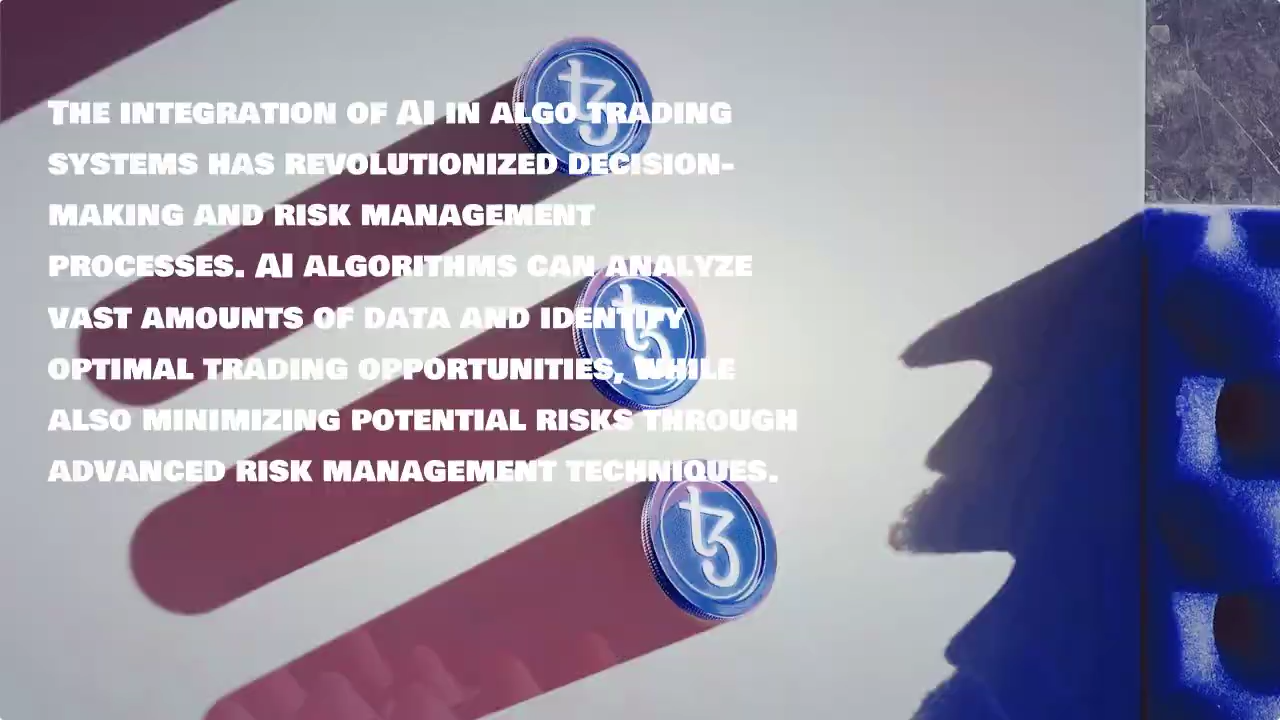 The integration of AI in algo trading
systems has revolutionized decision-
making and risk management
processes. AI algorithms can analyze
vast amounts of data and identify
optimal trading opportunities, while
also minimizing potential risks through
advanced risk management techniques.